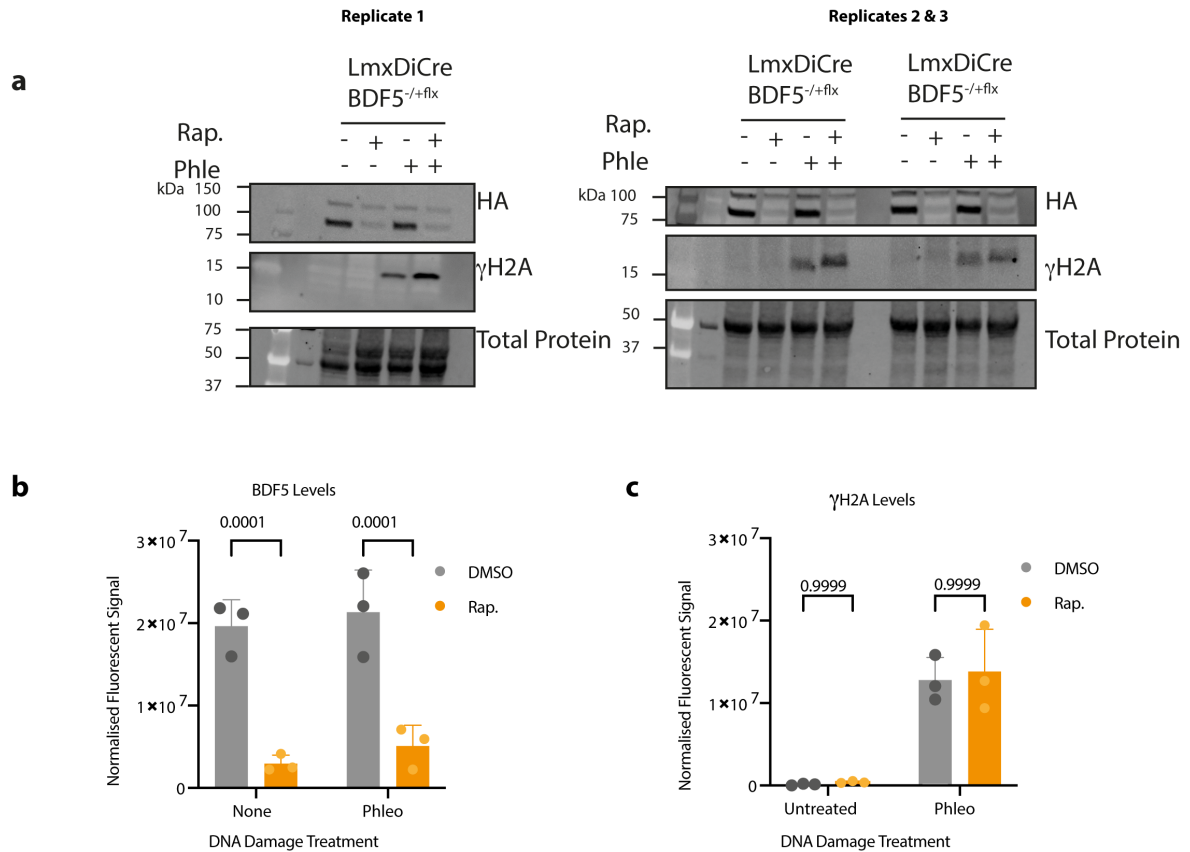 Replicate 1
Replicates 2 & 3
a
LmxDiCre
BDF5-/+flx
Rap. - + - +
Phle - - + +
kDa 150
100
75
HA
15
10
γH2A
75
50
37
Total Protein
LmxDiCre
BDF5-/+flx
LmxDiCre
BDF5-/+flx
Rap. - + - + - + - +
Phle - - + + - - + +
kDa 100
75
HA
15
γH2A
50
37
Total Protein
b
BDF5 Levels
0.0001
0.0001
3×10 7
2×10 7
1×10 7
0
Normalised Fluorescent Signal
DMSO
Rap.
None
Phleo
DNA Damage Treatment
c
γH2A Levels
0.9999
0.9999
3×10 7
2×10 7
1×10 7
0
Normalised Fluorescent Signal
DMSO
Rap.
Untreated
Phleo
DNA Damage Treatment